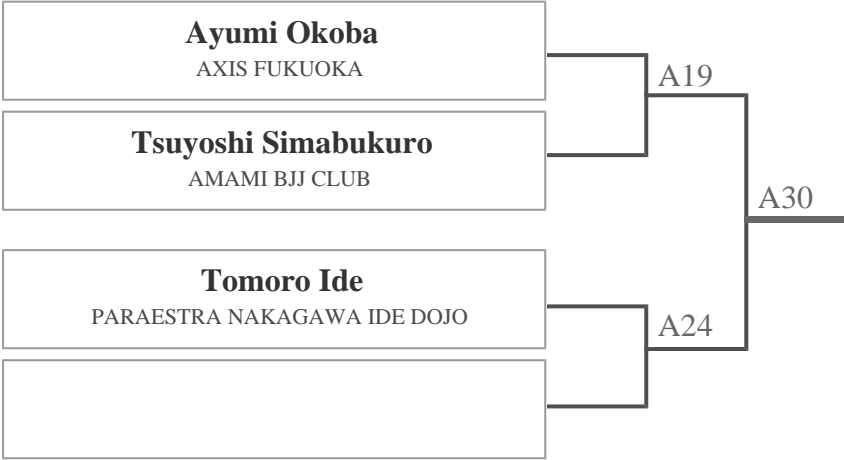 Ayumi Okoba
AXIS FUKUOKA
A19
Tsuyoshi Simabukuro
AMAMI BJJ CLUB
A30
Tomoro Ide
PARAESTRA NAKAGAWA IDE DOJO
A24